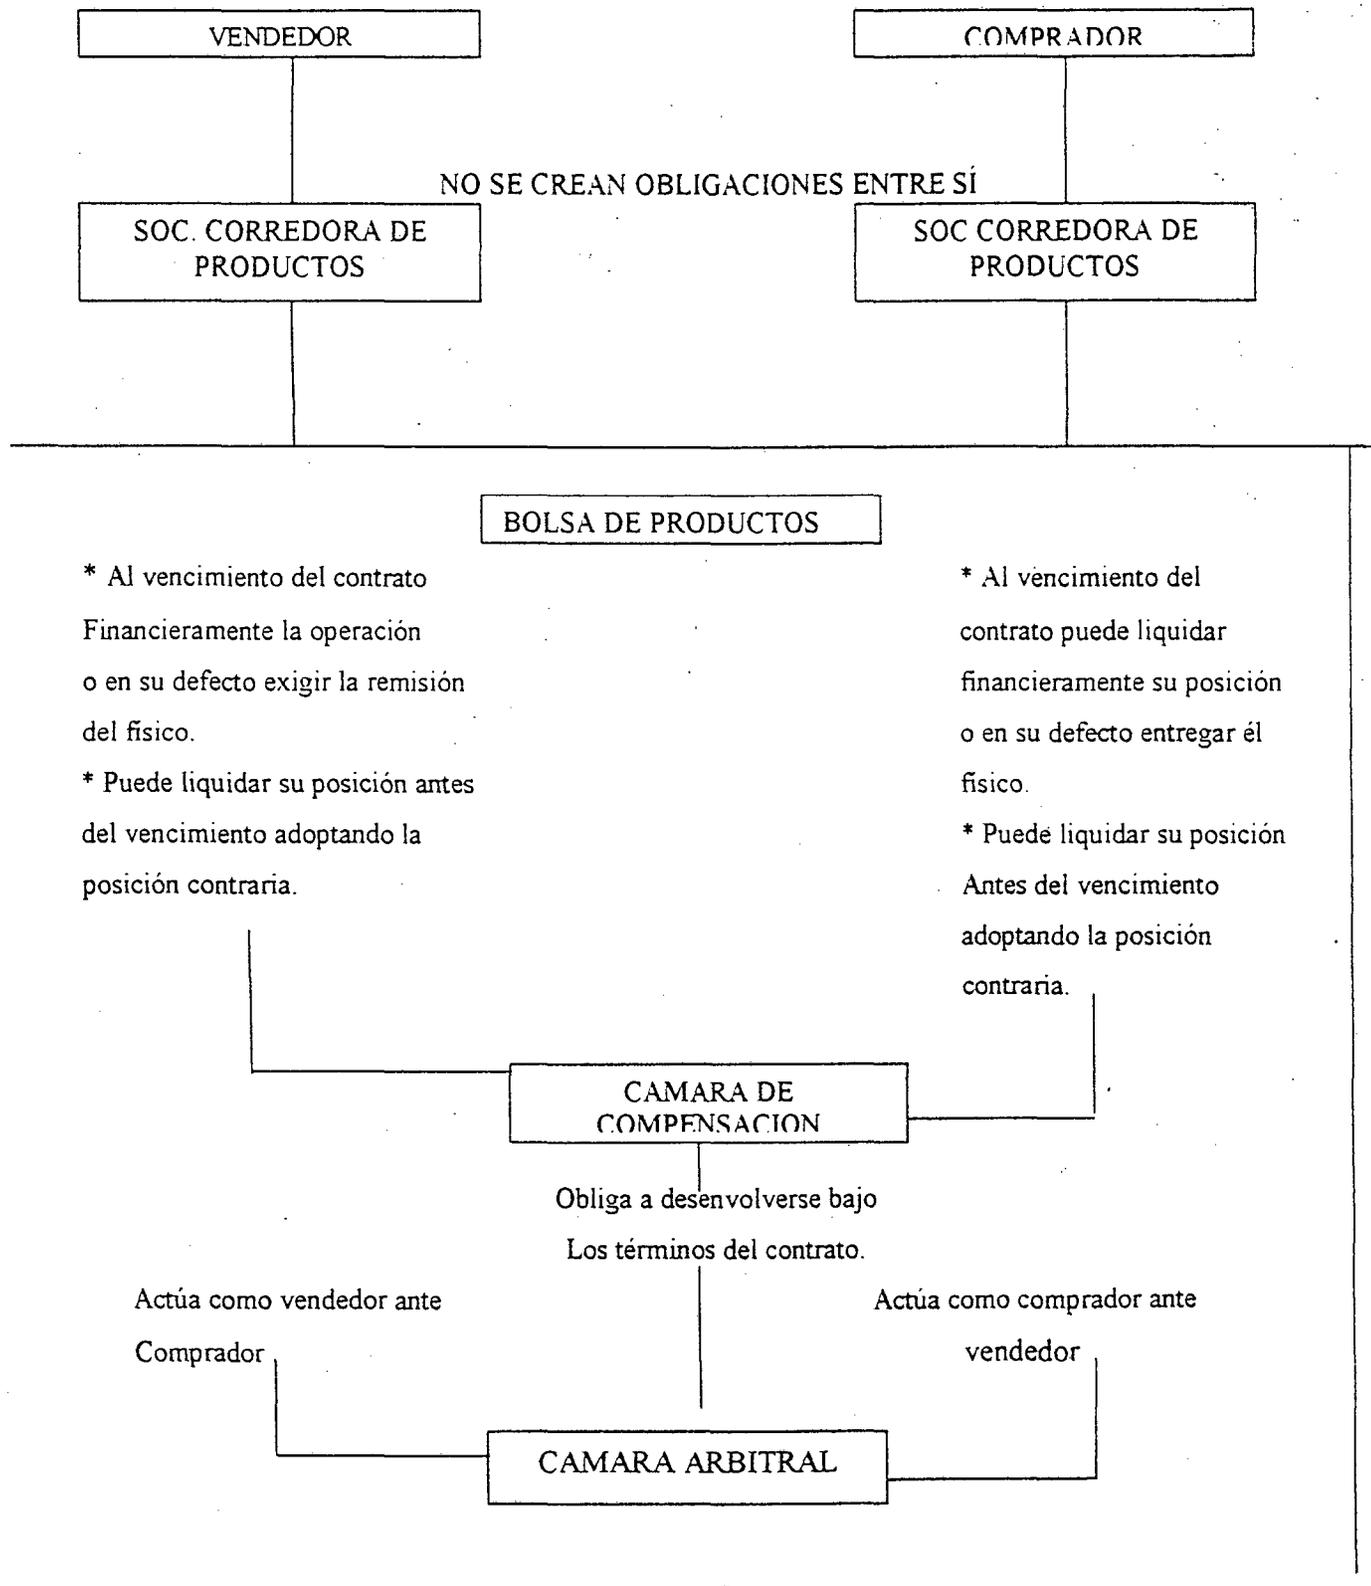 VENDEDOR
COMPRADOR
NO SE CREAN OBLIGACIONES ENTRE SÍ
SOC. CORREDORA DE
PRODUCTOS
SOC CORREDORA DE
PRODUCTOS
BOLSA DE PRODUCTOS
* Al vencimiento del contrato
Financieramente la operación
o en su defecto exigir la remisión
del físico.
* Puede liquidar su posición antes
del vencimiento adoptando la
posición contraria.
* Al vencimiento del
contrato puede liquidar
financieramente su posición
o en su defecto entregar él
físico.
* Puede liquidar su posición
Antes del vencimiento
adoptando la posición
contraria.
CAMARA DE
COMPENSACION
Obliga a desenvolverse bajo
Los términos del contrato.
Actúa como vendedor ante
Comprador
Actúa como comprador ante
vendedor
CAMARA ARBITRAL